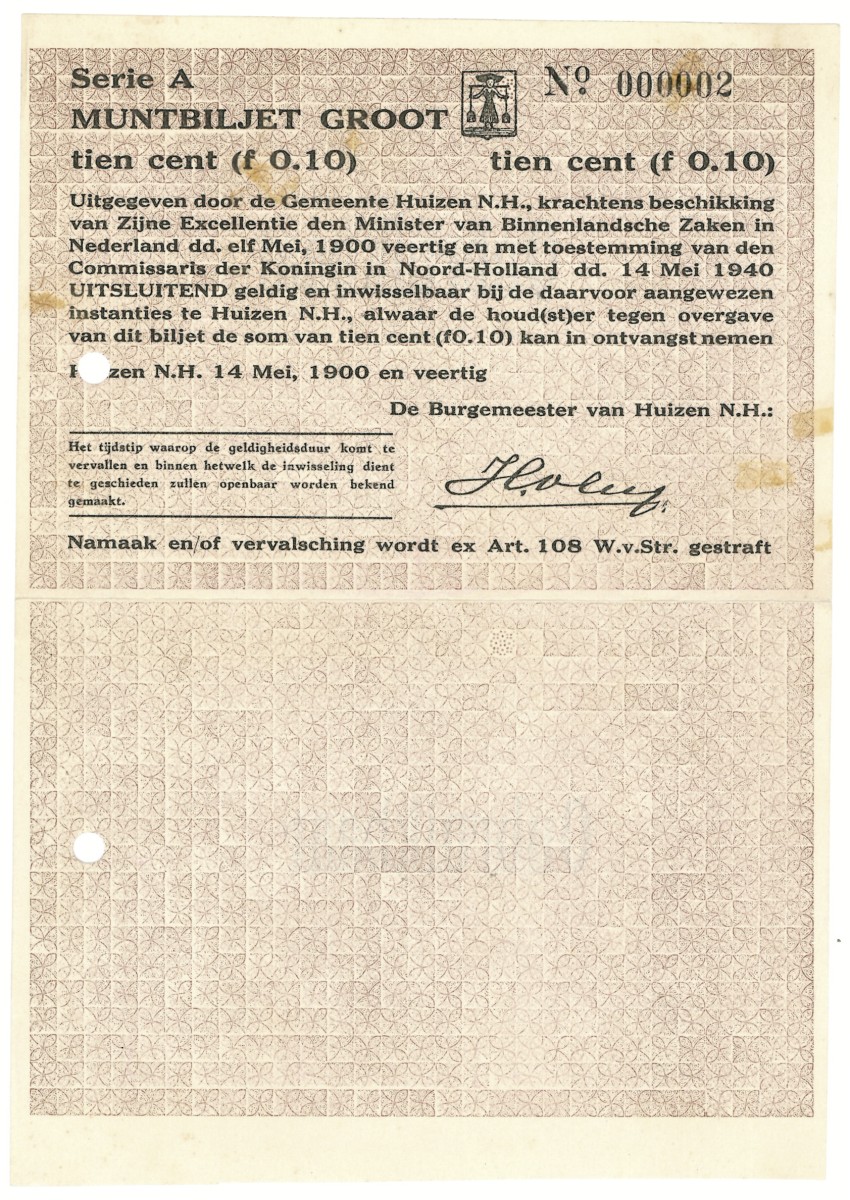 Serie A Nº 000002
MUNTBILJET GROOT
tien cent (f 0.10) tien cent (f 0.10)
Uitgegeven door de Gemeente Huizen N.H., krachtens beschikking
van Zijne Excellentie den Minister van Binnenlandsche Zaken in
Nederland dd. elf Mei, 1900 veertig en met toestemming van den
Commissaris der Koningin in Noord-Holland dd. 14 Mei 1940
UITSLUITEND geldig en inwisselbaar bij de daarvoor aangewezen
instanties te Huizen N.H., alwaar de houd(st)er tegen overgave
van dit biljet de som van tien cent (f0.10) kan in ontvangst nemen
zen N.H. 14 Mei, 1900 en veertig
De Burgemeester van Huizen N.H.:
Het tijdstip waarop de geldigheidsduur komt te
vervallen en binnen hetwelk de inwisseling dient
te geschieden zullen openbaar worden bekend
gemaakt.
Namaak en/of vervalsching wordt ex Art. 108 W.v.Str. gestraft